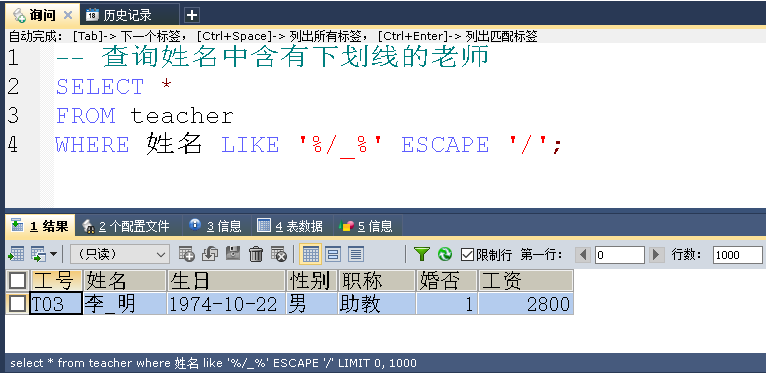 询问 历史记录
自动完成： [Tab]-> 下一个标签， [Ctrl+Space]-> 列出所有标签， [Ctrl+Enter]-> 列出匹配标签
1 -- 查询姓名中含有下划线的老师
2 SELECT *
3 FROM teacher
4 WHERE 姓名 LIKE '%/_%' ESCAPE '/';
1 结果 2 个配置文件 3 信息 4 表数据 5 信息
（只读） 限制行 第一行： 0 行数： 1000
工号 姓名 生日 性别 职称 婚否 工资
T03 李_明 1974-10-22 男 助教 1 2800
select * from teacher where 姓名 like '%/_%' ESCAPE '/' LIMIT 0, 1000